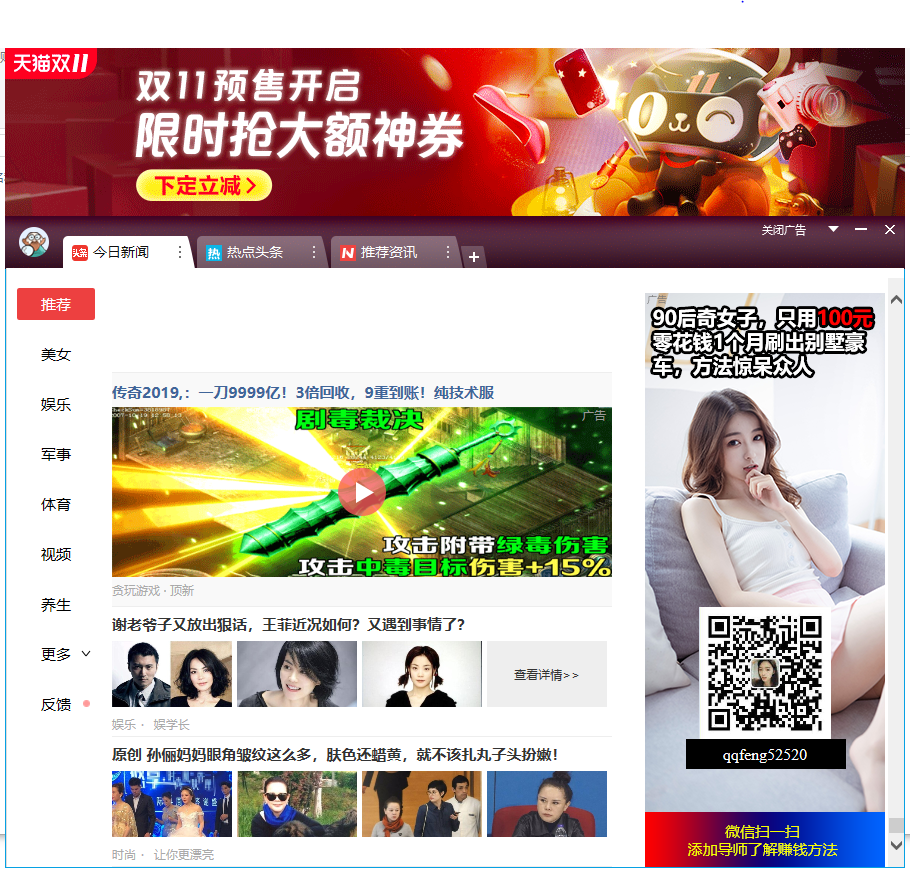 天猫双11
双11预售开启
限时抢大额神券
下定立减
关闭广告
头条 今日新闻
热 热点头条
N 推荐资讯
推荐
美女
娱乐
军事
体育
视频
养生
更多
反馈
传奇2019,：一刀9999亿！3倍回收，9重到账！纯技术服
剧毒裁决
广告
攻击附带绿毒伤害
攻击中毒目标伤害+15%
贪玩游戏 · 顶新
谢老爷子又放出狠话，王菲近况如何？又遇到事情了？
查看详情>>
娱乐 · 娱学长
原创 孙俪妈妈眼角皱纹这么多，肤色还蜡黄，就不该扎丸子头扮嫩！
时尚 · 让你更漂亮
广告
90后奇女子，只用100元
零花钱1个月刷出别墅豪
车，方法惊呆众人
qqfeng52520
微信扫一扫
添加导师了解赚钱方法